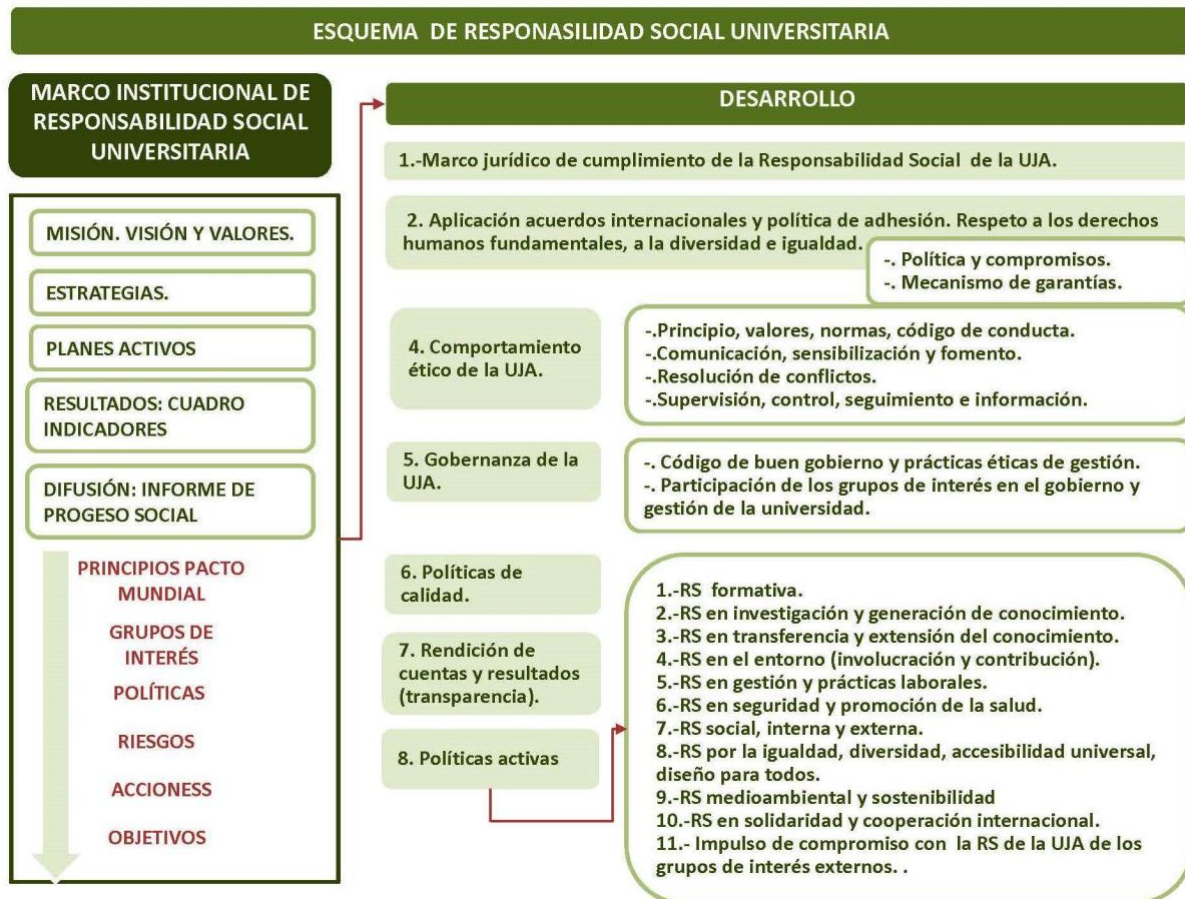 ESQUEMA DE RESPONASILIDAD SOCIAL UNIVERSITARIA
MARCO INSTITUCIONAL DE
RESPONSABILIDAD SOCIAL
UNIVERSITARIA
MISIÓN. VISIÓN Y VALORES.
ESTRATEGIAS.
PLANES ACTIVOS
RESULTADOS: CUADRO
INDICADORES
DIFUSIÓN: INFORME DE
PROGESO SOCIAL
PRINCIPIOS PACTO
MUNDIAL
GRUPOS DE
INTERÉS
POLÍTICAS
RIESGOS
ACCIONESS
OBJETIVOS
DESARROLLO
1.-Marco jurídico de cumplimiento de la Responsabilidad Social de la UJA.
2. Aplicación acuerdos internacionales y política de adhesión. Respeto a los derechos
humanos fundamentales, a la diversidad e igualdad.
-. Política y compromisos.
-. Mecanismo de garantías.
4. Comportamiento
ético de la UJA.
-.Principio, valores, normas, código de conducta.
-.Comunicación, sensibilización y fomento.
-.Resolución de conflictos.
-.Supervisión, control, seguimiento e información.
5. Gobernanza de la
UJA.
-. Código de buen gobierno y prácticas éticas de gestión.
-. Participación de los grupos de interés en el gobierno y
gestión de la universidad.
6. Políticas de
calidad.
7. Rendición de
cuentas y resultados
(transparencia).
8. Políticas activas
1.-RS formativa.
2.-RS en investigación y generación de conocimiento.
3.-RS en transferencia y extensión del conocimiento.
4.-RS en el entorno (involucración y contribución).
5.-RS en gestión y prácticas laborales.
6.-RS en seguridad y promoción de la salud.
7.-RS social, interna y externa.
8.-RS por la igualdad, diversidad, accesibilidad universal,
diseño para todos.
9.-RS medioambiental y sostenibilidad
10.-RS en solidaridad y cooperación internacional.
11.- Impulso de compromiso con la RS de la UJA de los
grupos de interés externos. .